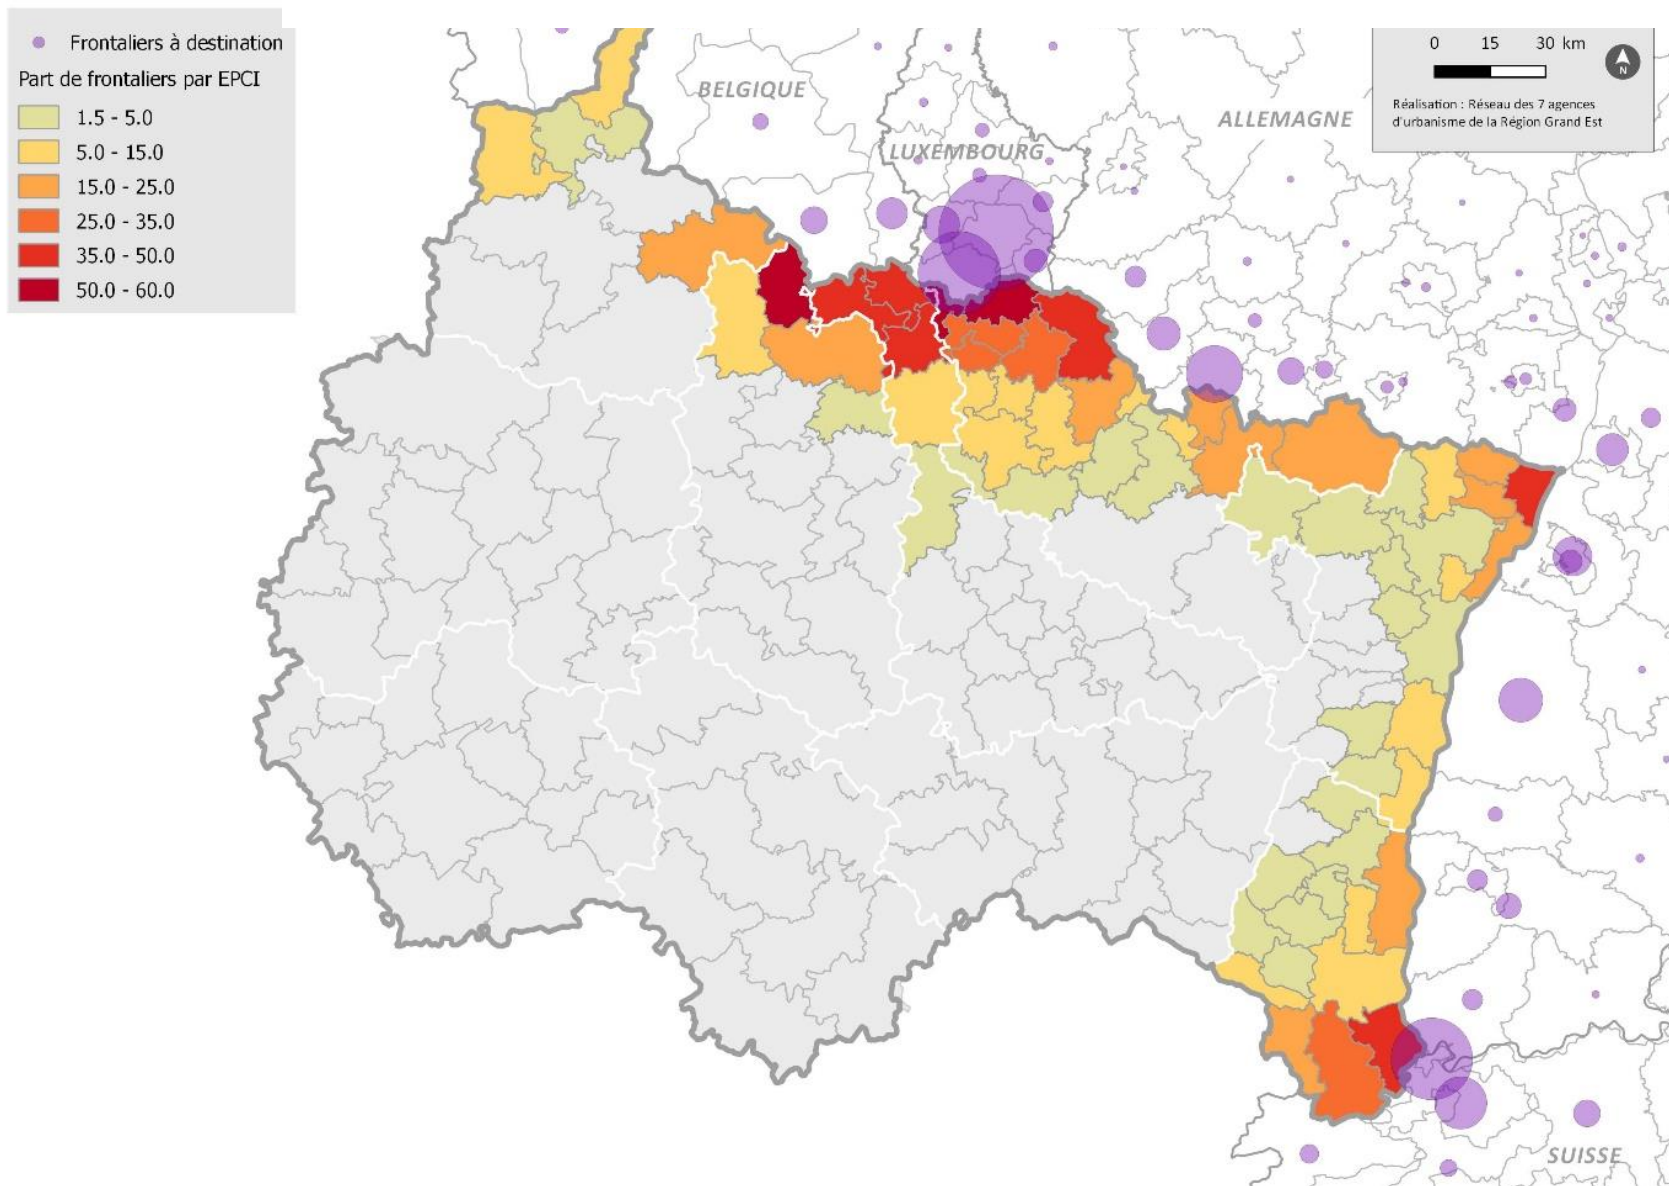 Frontaliers à destination
Part de frontaliers par EPCI
1.5 - 5.0
5.0 - 15.0
15.0 - 25.0
25.0 - 35.0
35.0 - 50.0
50.0 - 60.0
BELGIQUE
LUXEMBOURG
ALLEMAGNE
0 15 30 km
N
Réalisation : Réseau des 7 agences
d'urbanisme de la Région Grand Est
SUISSE